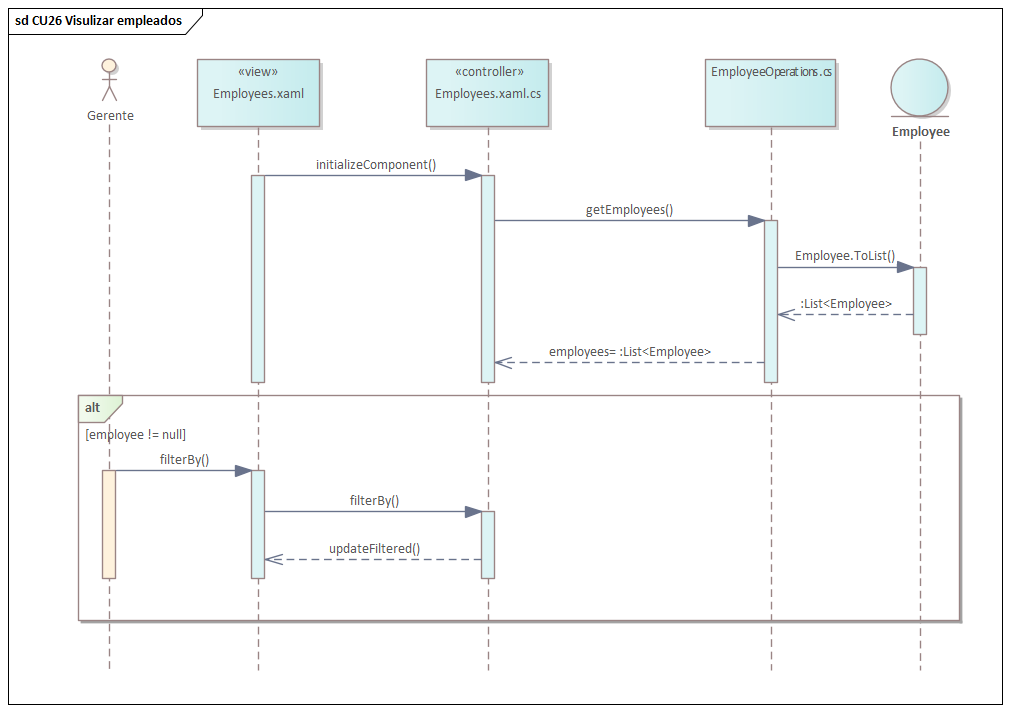 sd CU26 Visulizar empleados
Gerente
«view»
Employees.xaml
«controller»
Employees.xaml.cs
EmployeeOperations.cs
Employee
initializeComponent()
getEmployees()
Employee.ToList()
:List<Employee>
employees= :List<Employee>
alt
[employee != null]
filterBy()
filterBy()
updateFiltered()